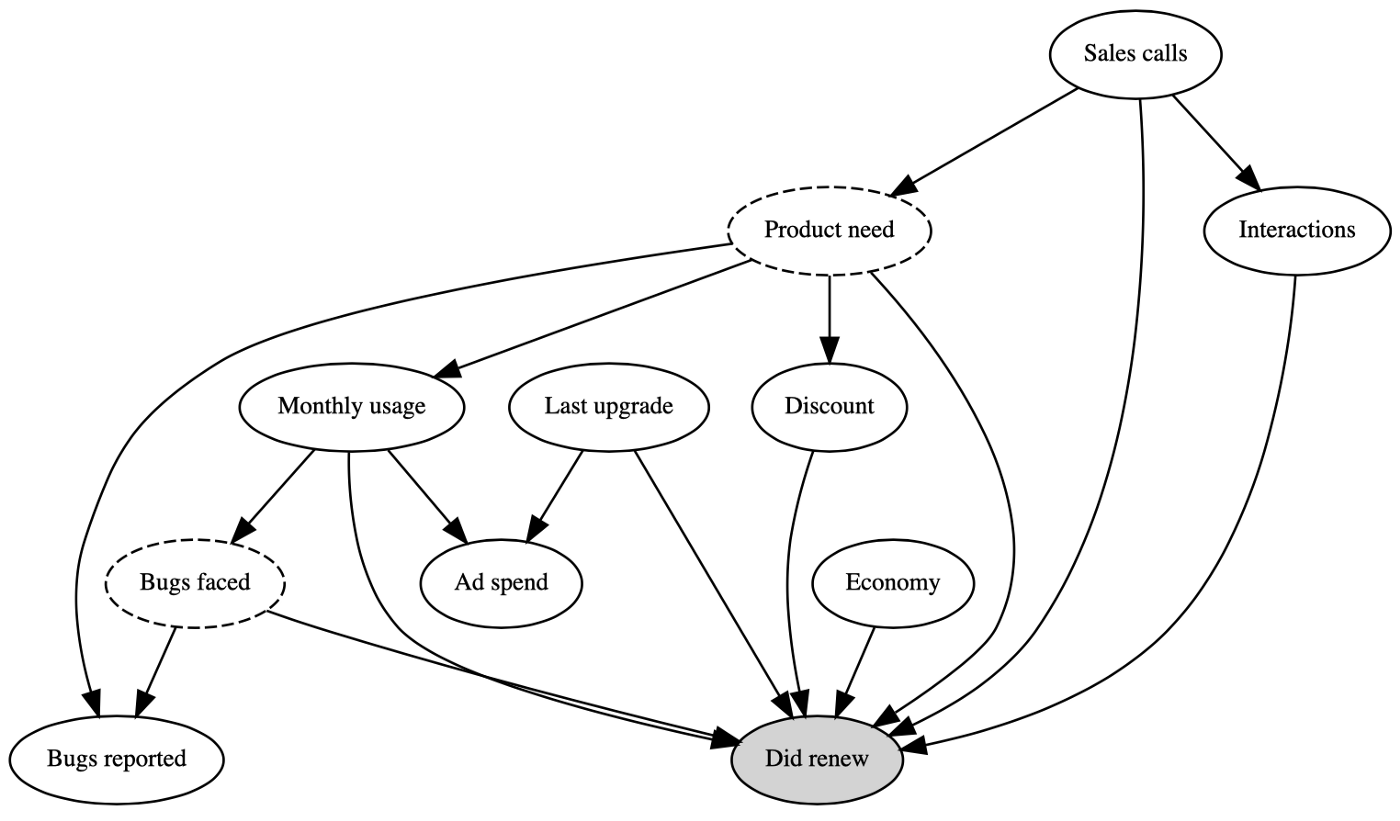 Sales calls
Product need
Interactions
Monthly usage
Last upgrade
Discount
Bugs faced
Ad spend
Economy
Bugs reported
Did renew